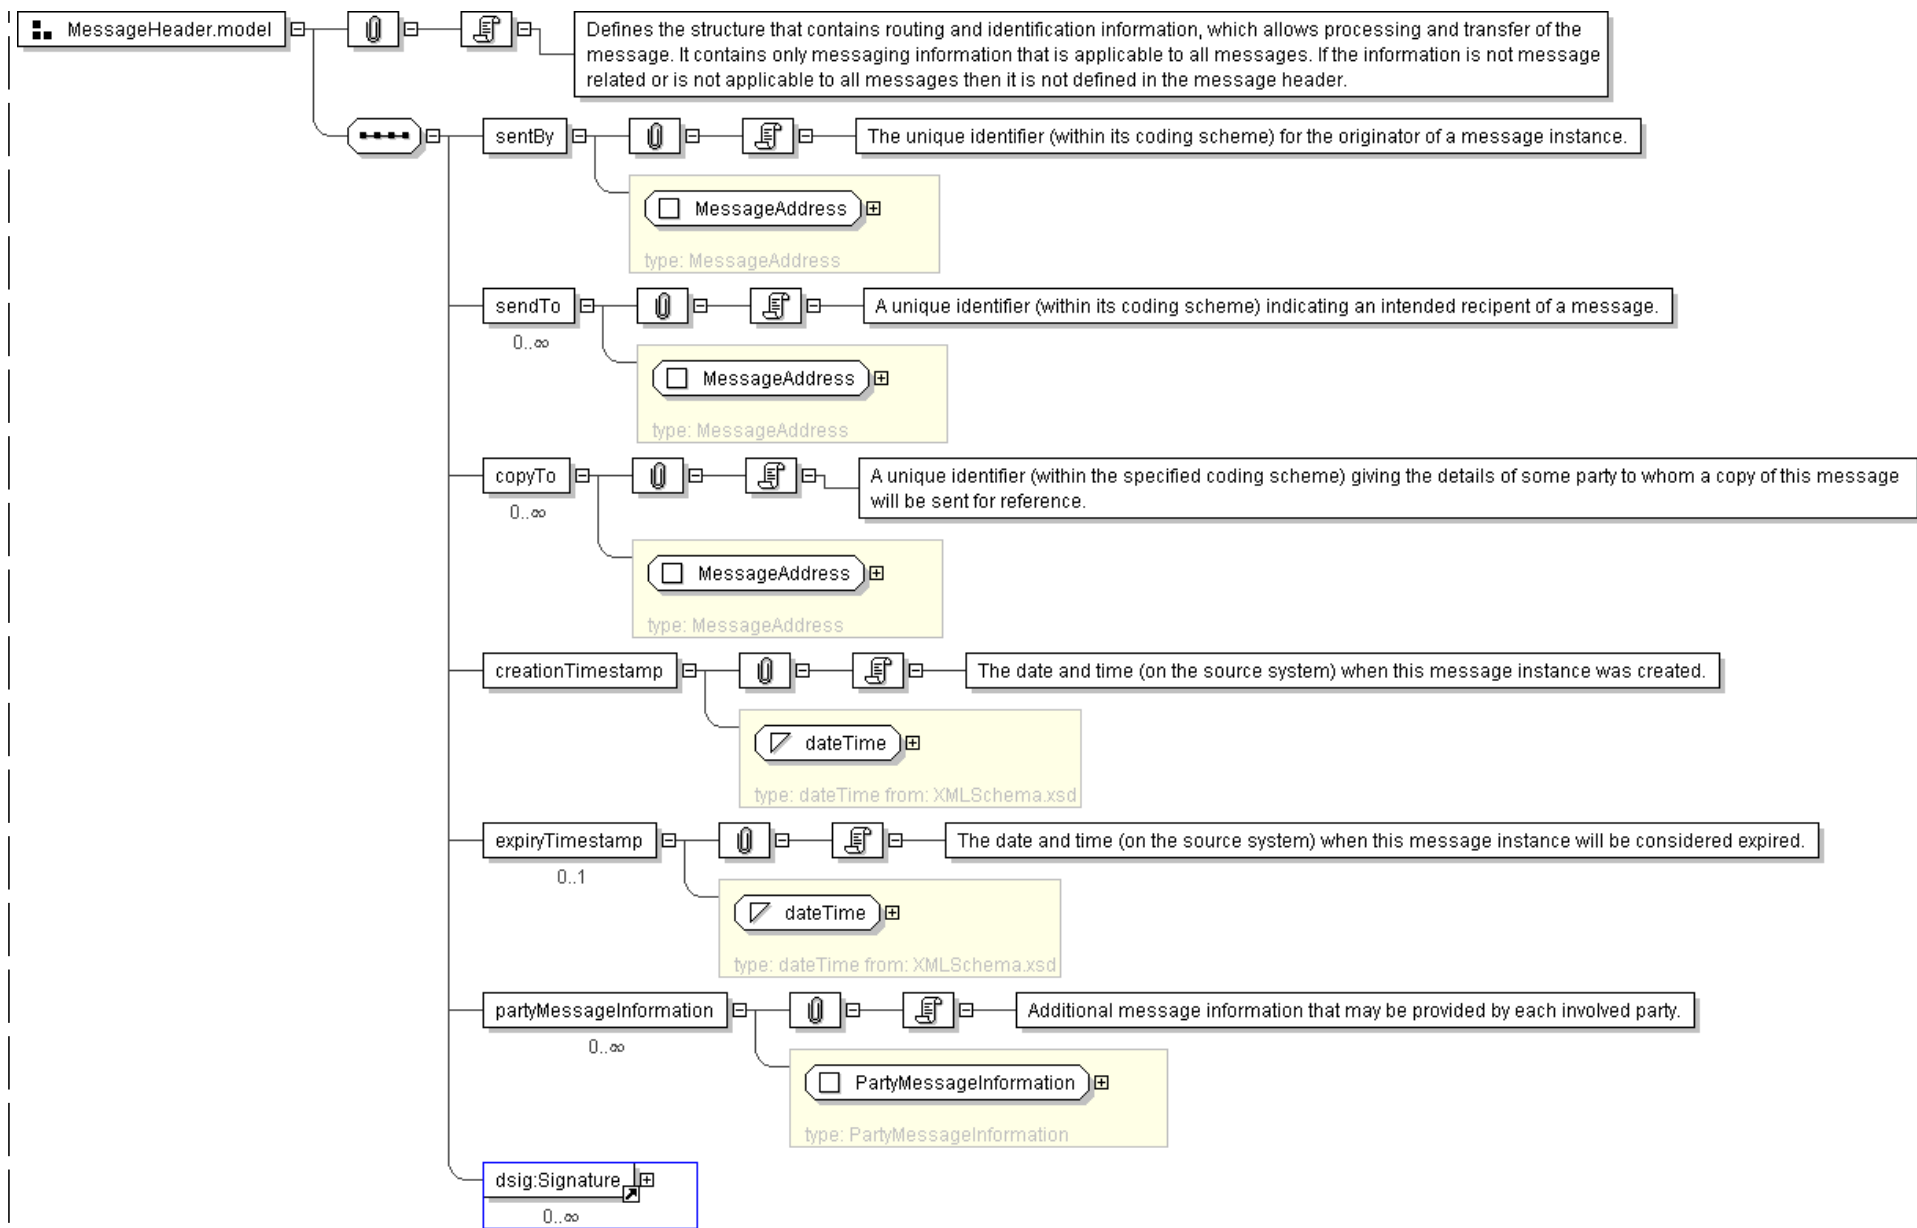 MessageHeader.model
Defines the structure that contains routing and identification information, which allows processing and transfer of the
message. It contains only messaging information that is applicable to all messages. If the information is not message
related or is not applicable to all messages then it is not defined in the message header.
sentBy
The unique identifier (within its coding scheme) for the originator of a message instance.
MessageAddress
type: MessageAddress
sendTo
A unique identifier (within its coding scheme) indicating an intended recipent of a message.
0..∞
MessageAddress
type: MessageAddress
copyTo
A unique identifier (within the specified coding scheme) giving the details of some party to whom a copy of this message
will be sent for reference.
0..∞
MessageAddress
type: MessageAddress
creationTimestamp
The date and time (on the source system) when this message instance was created.
dateTime
type: dateTime from: XMLSchema.xsd
expiryTimestamp
The date and time (on the source system) when this message instance will be considered expired.
0..1
dateTime
type: dateTime from: XMLSchema.xsd
partyMessageInformation
Additional message information that may be provided by each involved party.
0..∞
PartyMessageInformation
type: PartyMessageInformation
dsig:Signature
0..∞